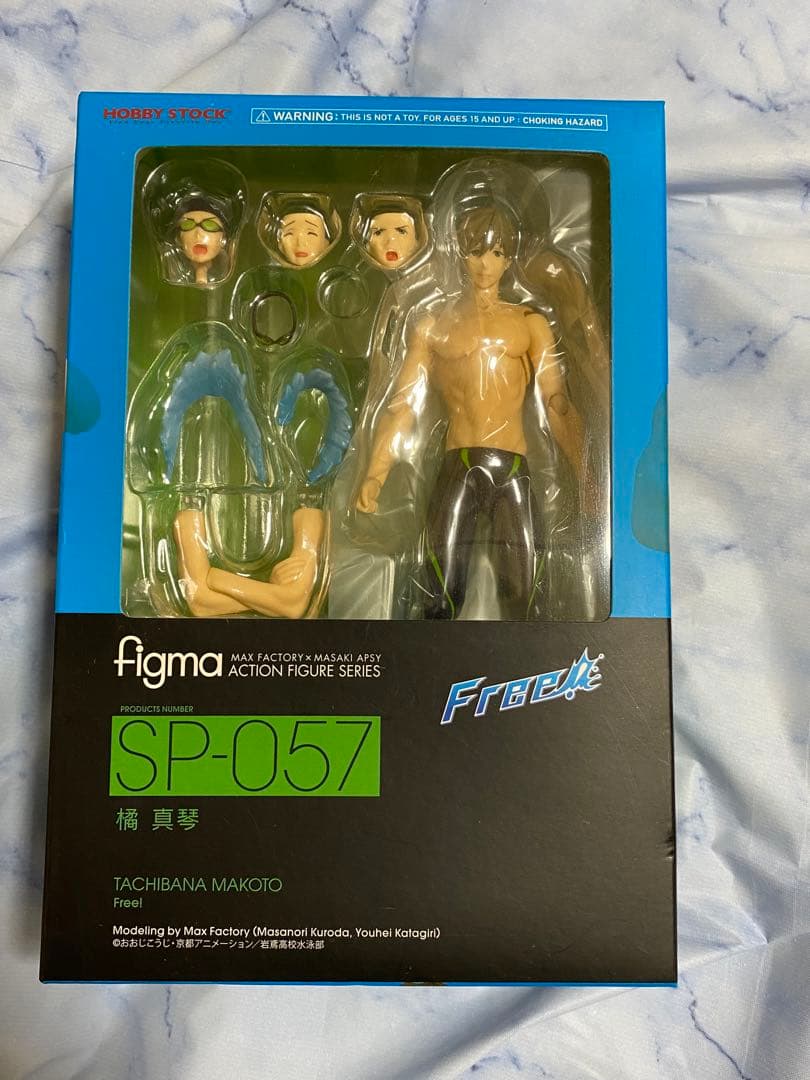 HOBBY STOCK
⚠ WARNING: THIS IS NOT A TOY. FOR AGES 15 AND UP : CHOKING HAZARD
figma MAX FACTORY × MASAKI APSY
ACTION FIGURE SERIES
Free!
PRODUCTS NUMBER
SP-057
橘 真琴
TACHIBANA MAKOTO
Free!
Modeling by Max Factory (Masanori Kuroda, Youhei Katagiri)
©おおじこうじ・京都アニメーション／岩鳶高校水泳部